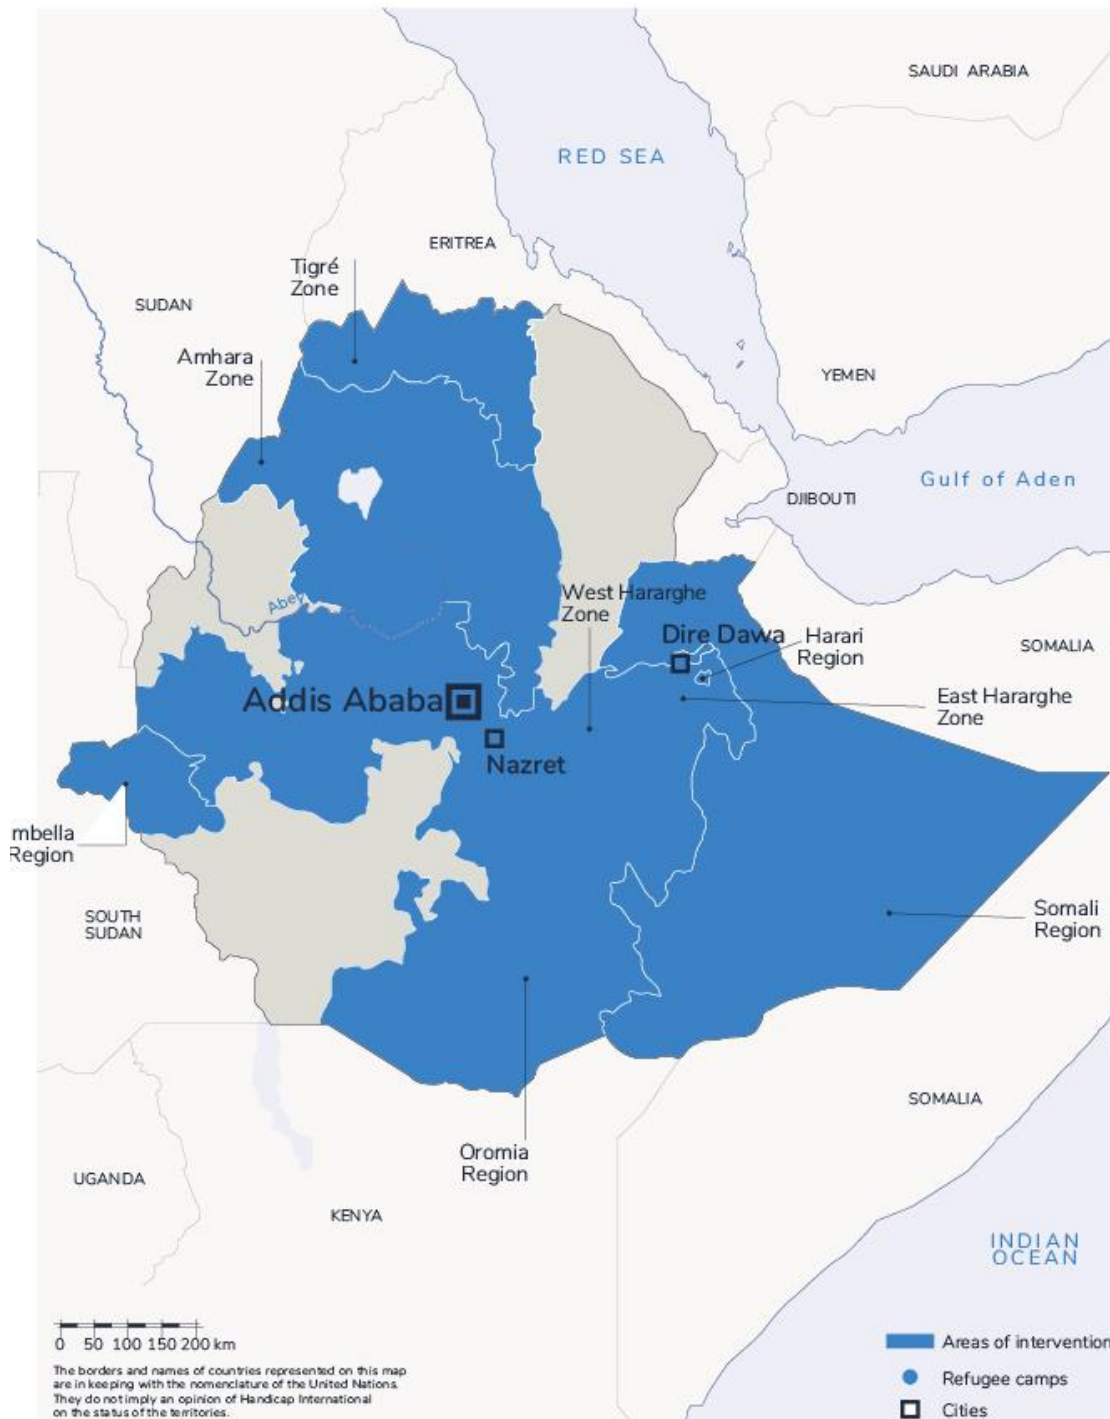 SAUDI ARABIA
RED SEA
ERITREA
Tigré
Zone
SUDAN
Amhara
Zone
YEMEN
Gulf of Aden
DJIBOUTI
West Hararghe
Zone
Dire Dawa
Harari
Region
SOMALIA
East Hararghe
Zone
Addis Ababa
Nazret
mbella
Region
SOUTH
SUDAN
Somali
Region
SOMALIA
Oromia
Region
UGANDA
KENYA
INDIAN
OCEAN
0 50 100 150 200 km
The borders and names of countries represented on this map
are in keeping with the nomenclature of the United Nations.
They do not imply an opinion of Handicap International
on the status of the territories.
Areas of intervention
Refugee camps
Cities